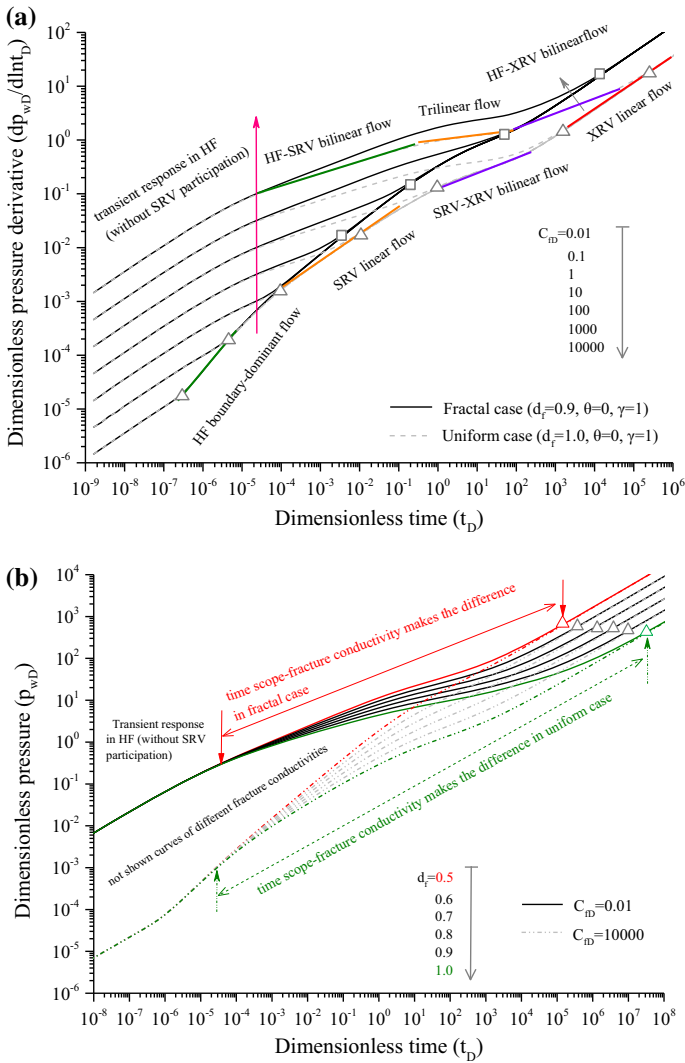 (a)
10²
10¹
10⁰
10⁻¹
10⁻²
10⁻³
10⁻⁴
10⁻⁵
10⁻⁶
Dimensionless pressure derivative (dp_wD/dlnt_D)
transient response in HF
(without SRV participation)
HF-SRV bilinear flow
Trilinear flow
HF-XRV bilinearflow
XRV linear flow
SRV-XRV bilinear flow
SRV linear flow
HF boundary-dominant flow
C_fD=0.01
0.1
1
10
100
1000
10000
Fractal case (d_f=0.9, θ=0, γ=1)
Uniform case (d_f=1.0, θ=0, γ=1)
10⁻⁹ 10⁻⁸ 10⁻⁷ 10⁻⁶ 10⁻⁵ 10⁻⁴ 10⁻³ 10⁻² 10⁻¹ 10⁰ 10¹ 10² 10³ 10⁴ 10⁵ 10⁶
Dimensionless time (t_D)
(b)
10⁴
10³
10²
10¹
10⁰
10⁻¹
10⁻²
10⁻³
10⁻⁴
10⁻⁵
10⁻⁶
Dimensionless pressure (p_wD)
time scope-fracture conductivity makes the difference
in fractal case
Transient response
in HF (without SRV
participation)
not shown curves of different fracture conductivities
time scope-fracture conductivity makes the difference in uniform case
d_f=0.5
0.6
0.7
0.8
0.9
1.0
C_fD=0.01
C_fD=10000
10⁻⁸ 10⁻⁷ 10⁻⁶ 10⁻⁵ 10⁻⁴ 10⁻³ 10⁻² 10⁻¹ 10⁰ 10¹ 10² 10³ 10⁴ 10⁵ 10⁶ 10⁷ 10⁸
Dimensionless time (t_D)